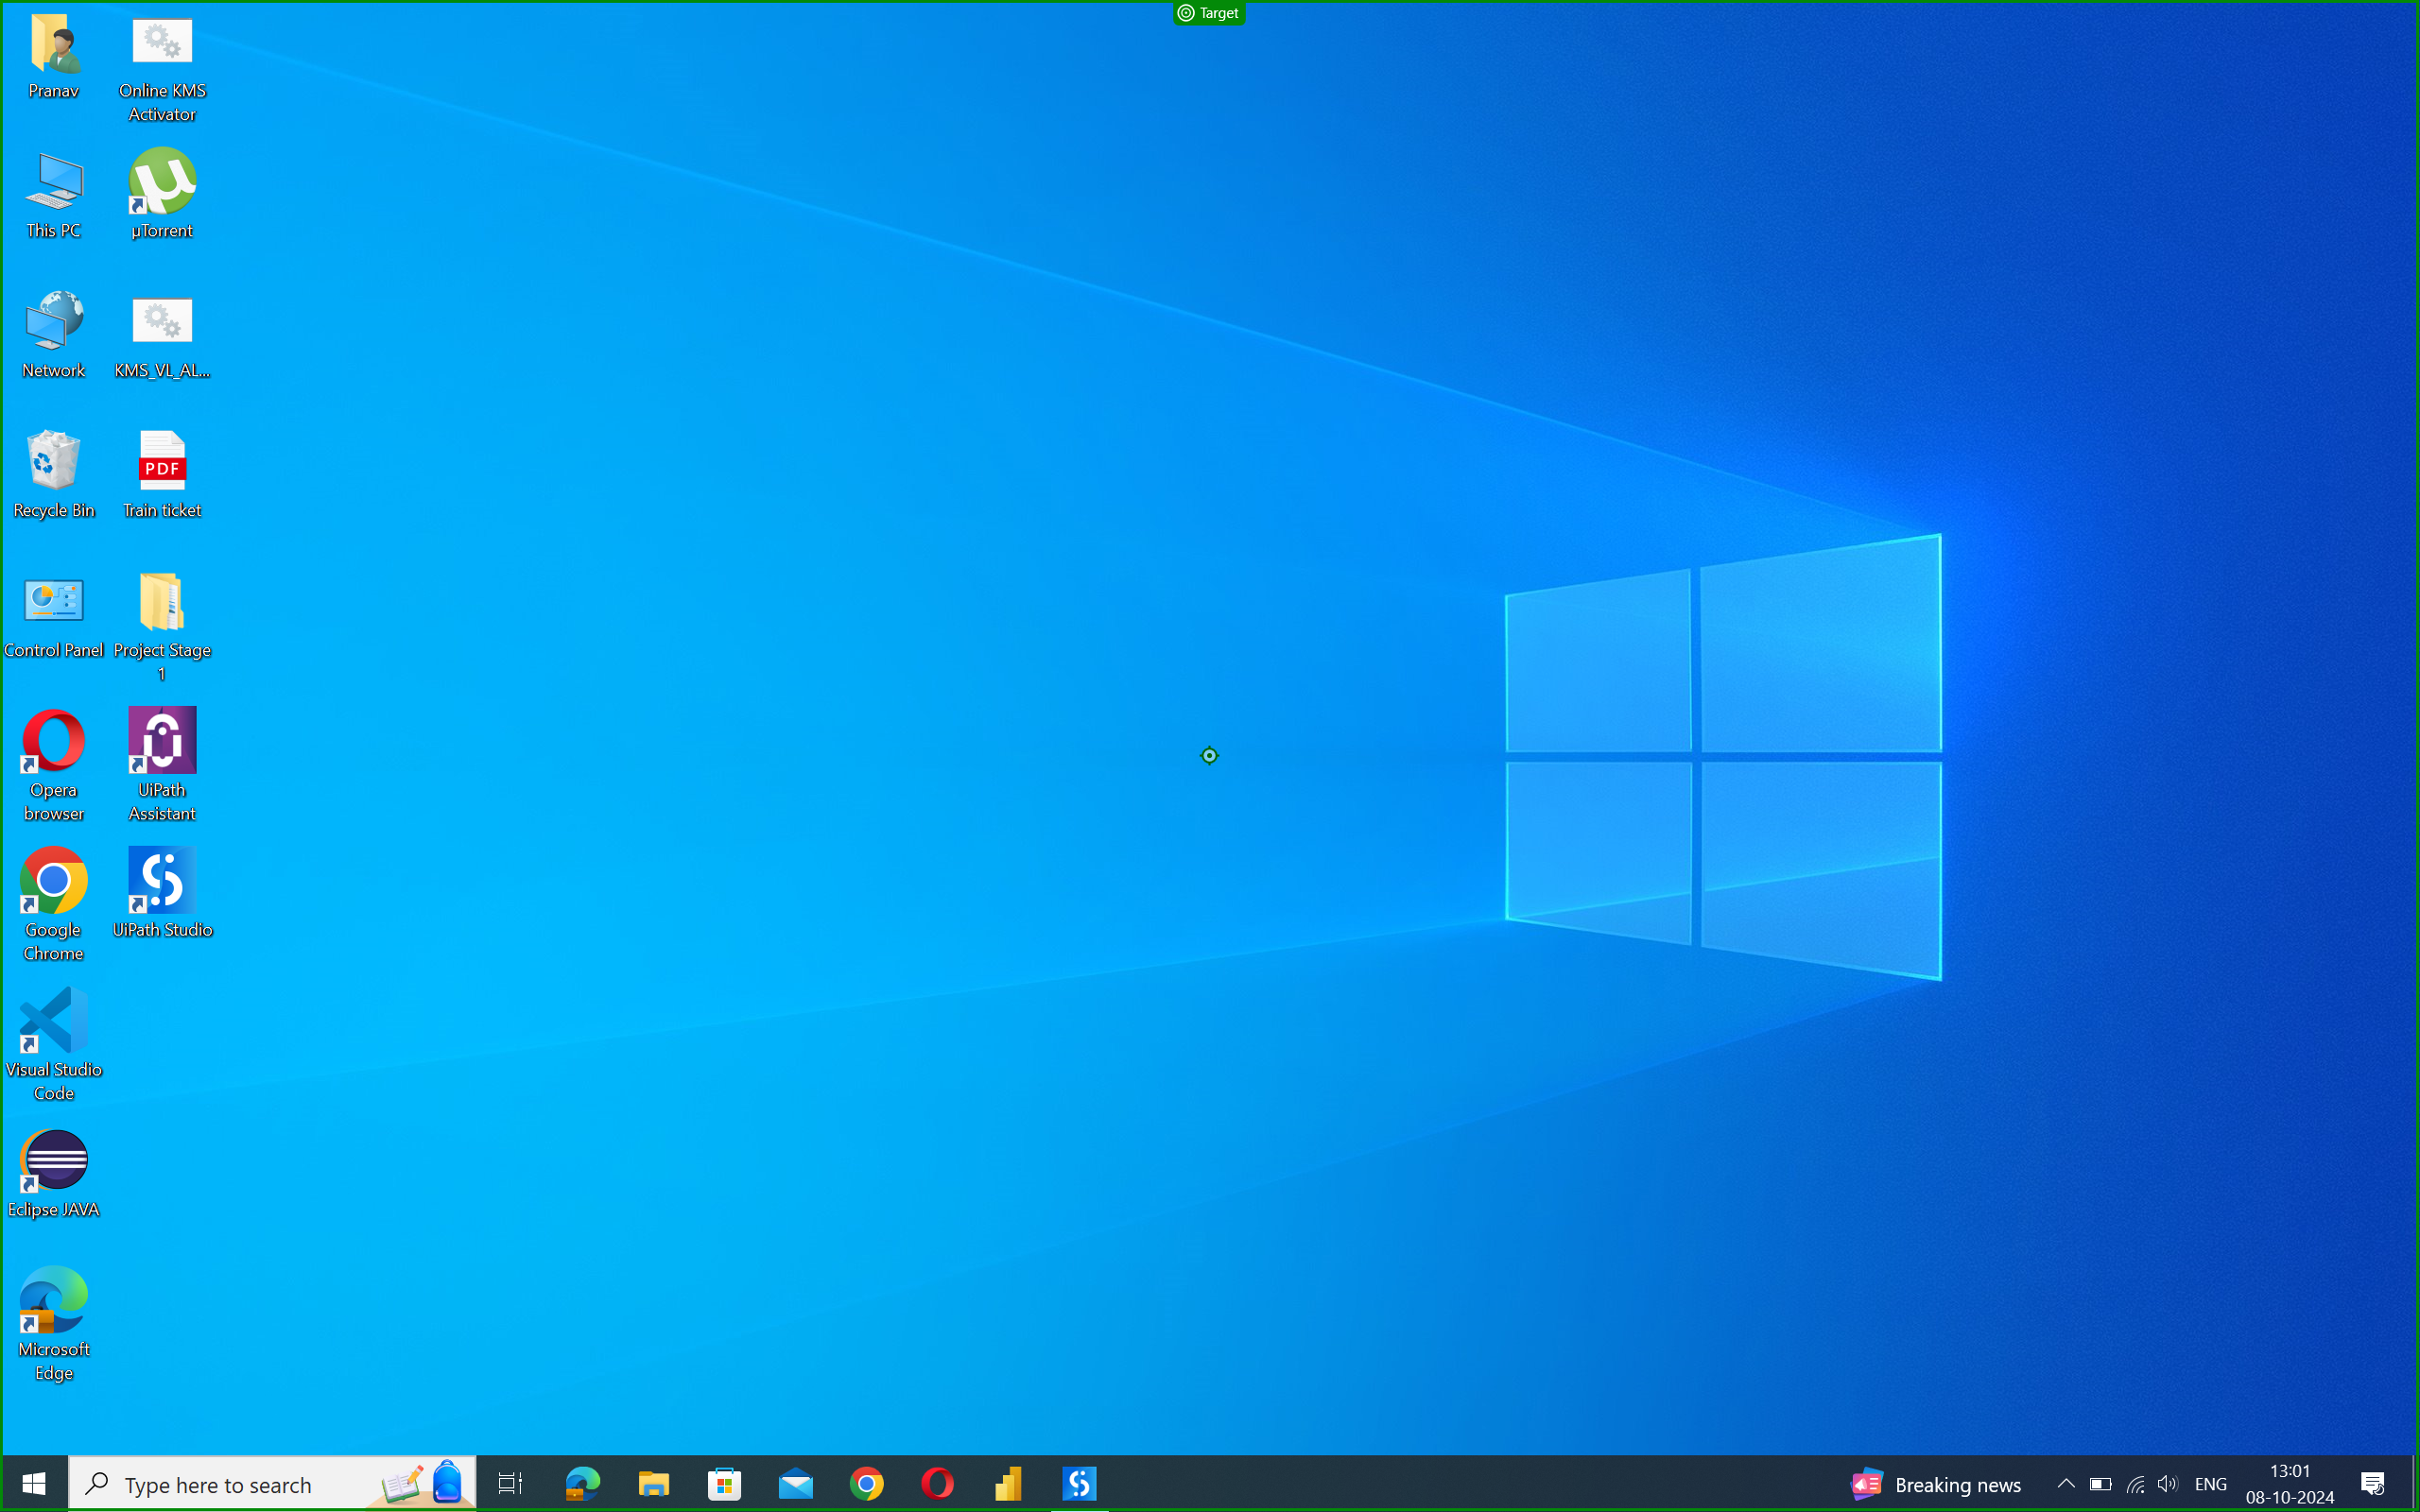 Target
Pranav
Online KMS
Activator
This PC
µTorrent
Network
KMS_VL_AL...
Recycle Bin
PDF
Train ticket
Control Panel
Project Stage
1
Opera
browser
UiPath
Assistant
Google
Chrome
UiPath Studio
Visual Studio
Code
Eclipse JAVA
Microsoft
Edge
Type here to search
Breaking news
ENG
13:01
08-10-2024